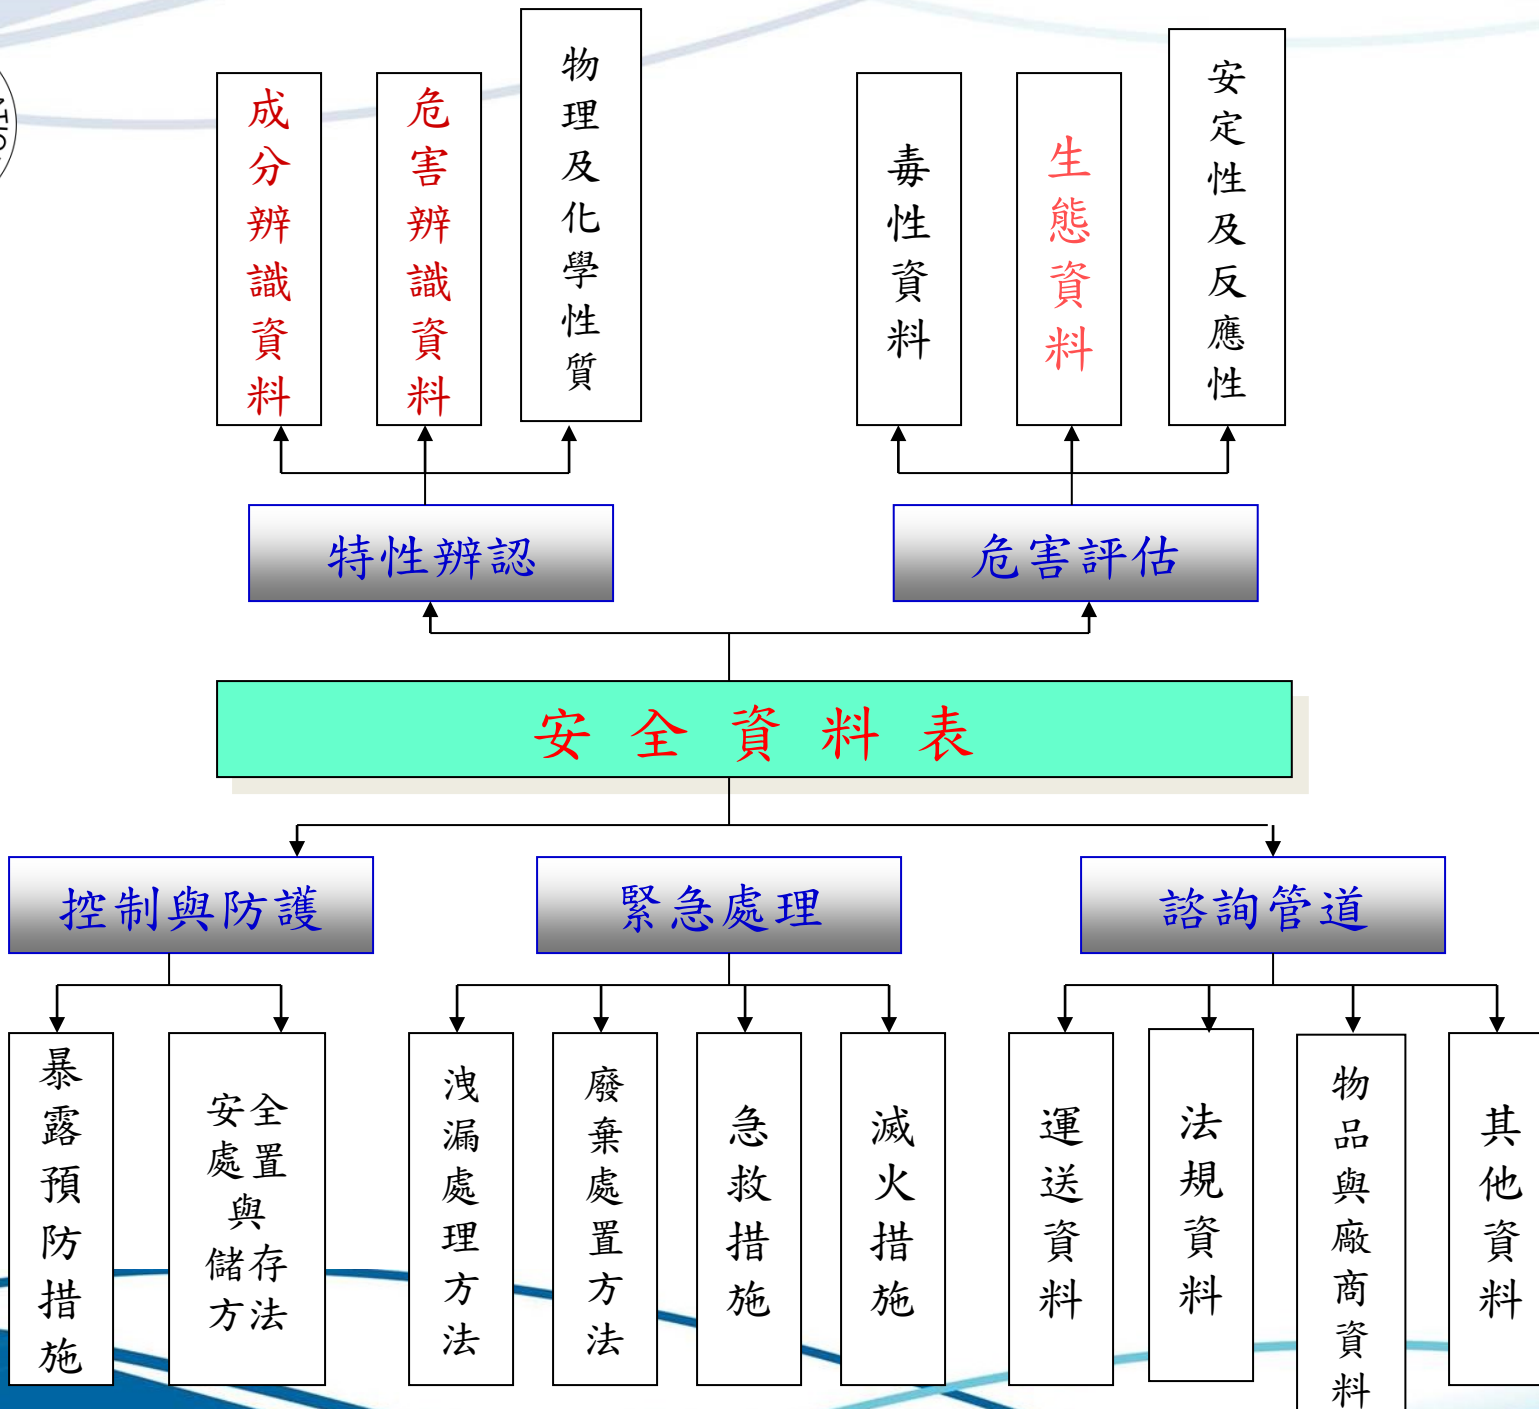 成分辨識資料
危害辨識資料
物理及化學性質
毒性資料
生態資料
安定性及反應性
特性辨認
危害評估
安全資料表
控制與防護
緊急處理
諮詢管道
暴露預防措施
安全
處置
與
儲存
方法
洩漏處理方法
廢棄處置方法
急救措施
滅火措施
運送資料
法規資料
物品與廠商資料
其他資料